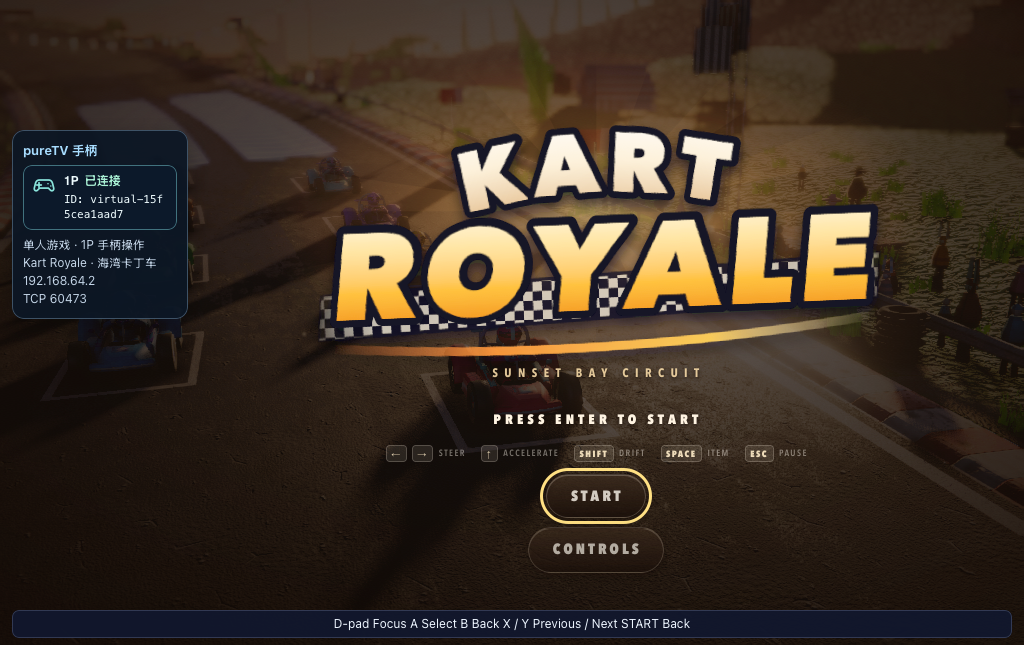 pureTV 手柄
1P 已连接
ID: virtual-15f
5cea1aad7
单人游戏 · 1P 手柄操作
Kart Royale · 海湾卡丁车
192.168.64.2
TCP 60473
KART
ROYALE
SUNSET BAY CIRCUIT
PRESS ENTER TO START
← → STEER ↑ ACCELERATE SHIFT DRIFT SPACE ITEM ESC PAUSE
START
CONTROLS
D-pad Focus A Select B Back X / Y Previous / Next START Back